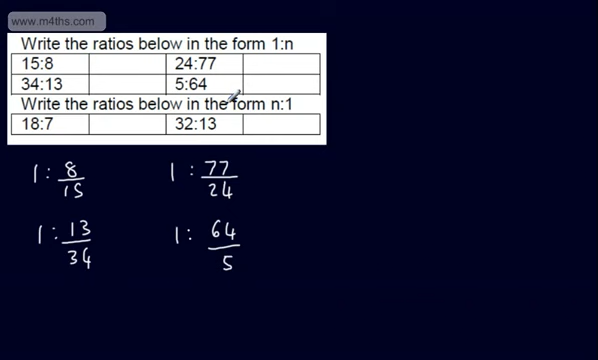 www.m4ths.com
Write the ratios below in the form 1:n
15:8 24:77
34:13 5:64
Write the ratios below in the form n:1
18:7 32:13
1 : 8/15 1 : 77/24
1 : 13/34 1 : 64/5